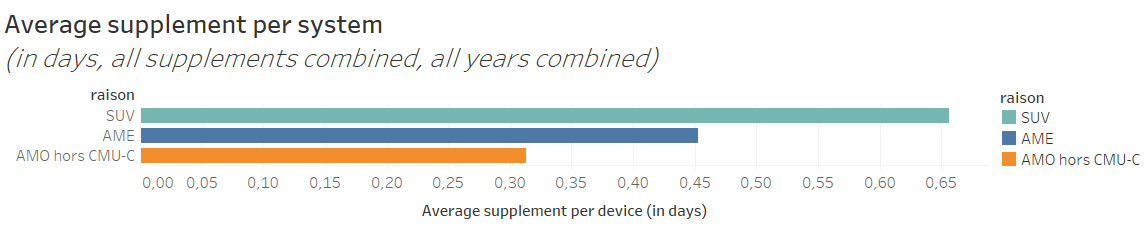 Average supplement per system
(in days, all supplements combined, all years combined)
raison
SUV
AME
AMO hors CMU-C
0,00 0,05 0,10 0,15 0,20 0,25 0,30 0,35 0,40 0,45 0,50 0,55 0,60 0,65
Average supplement per device (in days)
raison
SUV
AME
AMO hors CMU-C